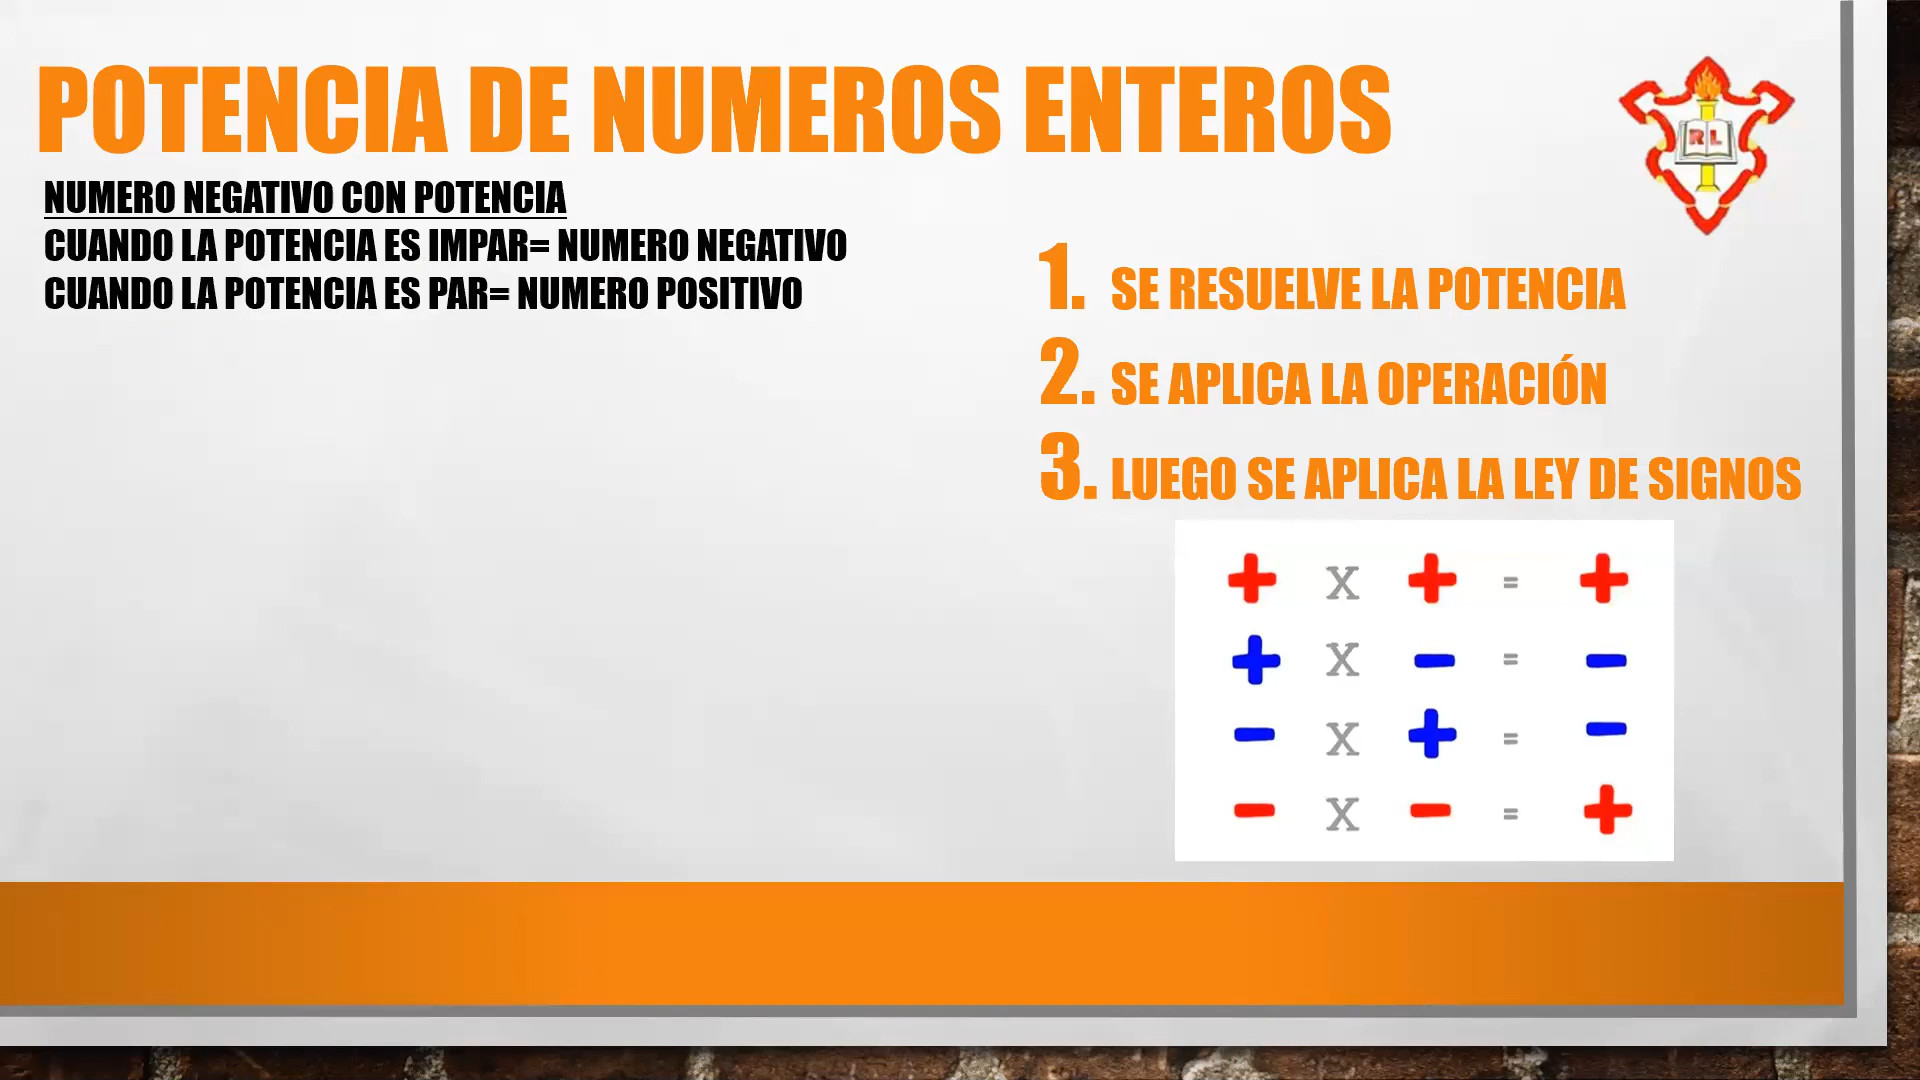 POTENCIA DE NUMEROS ENTEROS
RL
NUMERO NEGATIVO CON POTENCIA
CUANDO LA POTENCIA ES IMPAR= NUMERO NEGATIVO
CUANDO LA POTENCIA ES PAR= NUMERO POSITIVO
1. SE RESUELVE LA POTENCIA
2. SE APLICA LA OPERACIÓN
3. LUEGO SE APLICA LA LEY DE SIGNOS
+ X + = +
+ X - = -
- X + = -
- X - = +